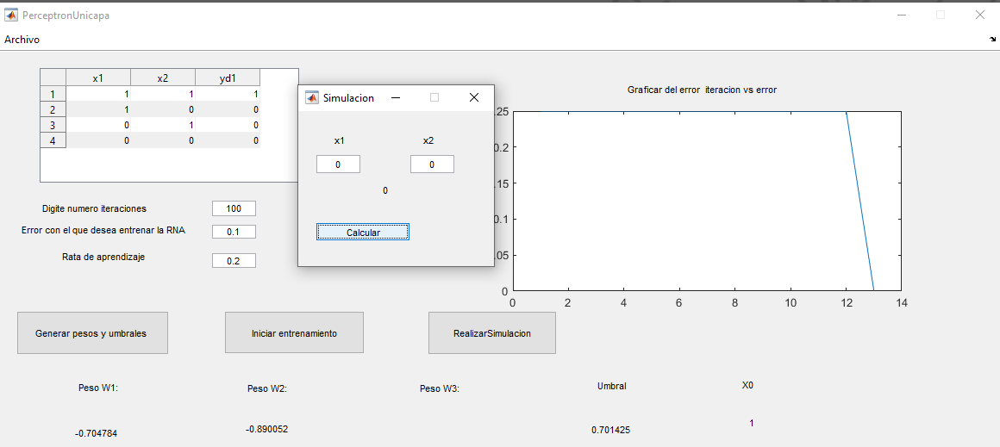 PerceptronUnicapa
Archivo
x1 x2 yd1
1 1 1 1
2 1 0 0
3 0 1 0
4 0 0 0
Simulacion
x1 x2
0 0
0
Calcular
Graficar del error iteracion vs error
.25
0.2
.15
0.1
.05
0
0 2 4 6 8 10 12 14
Digite numero iteraciones 100
Error con el que desea entrenar la RNA 0.1
Rata de aprendizaje 0.2
Generar pesos y umbrales Iniciar entrenamiento RealizarSimulacion
Peso W1: Peso W2: Peso W3: Umbral X0
-0.704784 -0.890052 0.701425 1